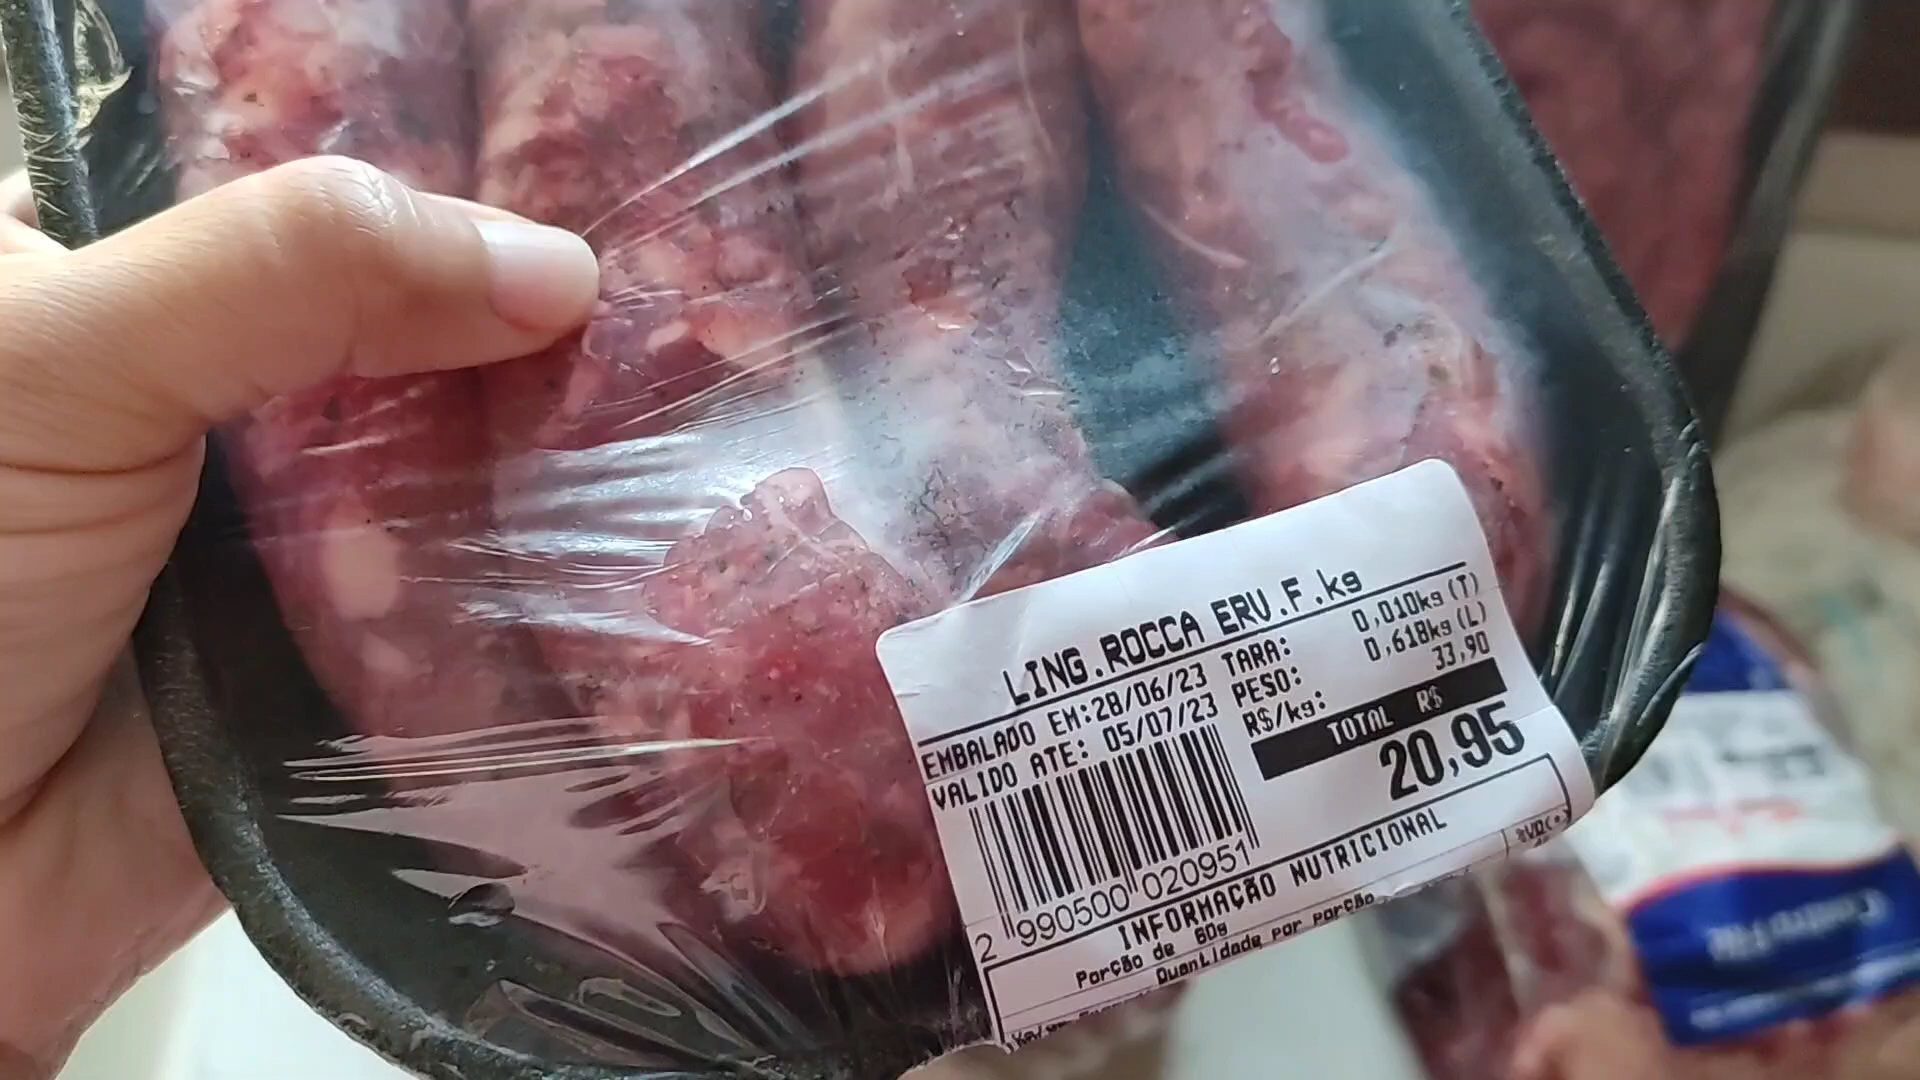 LING.ROCCA ERV.F.kg
EMBALADO EM:28/06/23 TARA: 0,010kg (T)
VALIDO ATE: 05/07/23 PESO: 0,618kg (L)
R$/kg: 33,90
TOTAL R$
20,95
2 990500 020951
INFORMAÇÃO NUTRICIONAL
Porção de 60g
Quantidade por porção
%VD(*)